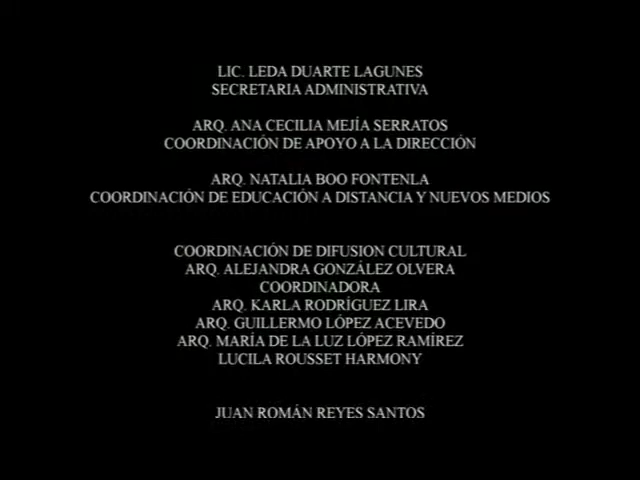 LIC. LEDA DUARTE LAGUNES
SECRETARIA ADMINISTRATIVA
ARQ. ANA CECILIA MEJÍA SERRATOS
COORDINACIÓN DE APOYO A LA DIRECCIÓN
ARQ. NATALIA BOO FONTENLA
COORDINACIÓN DE EDUCACIÓN A DISTANCIA Y NUEVOS MEDIOS
COORDINACIÓN DE DIFUSION CULTURAL
ARQ. ALEJANDRA GONZÁLEZ OLVERA
COORDINADORA
ARQ. KARLA RODRÍGUEZ LIRA
ARQ. GUILLERMO LÓPEZ ACEVEDO
ARQ. MARÍA DE LA LUZ LÓPEZ RAMÍREZ
LUCILA ROUSSET HARMONY
JUAN ROMÁN REYES SANTOS